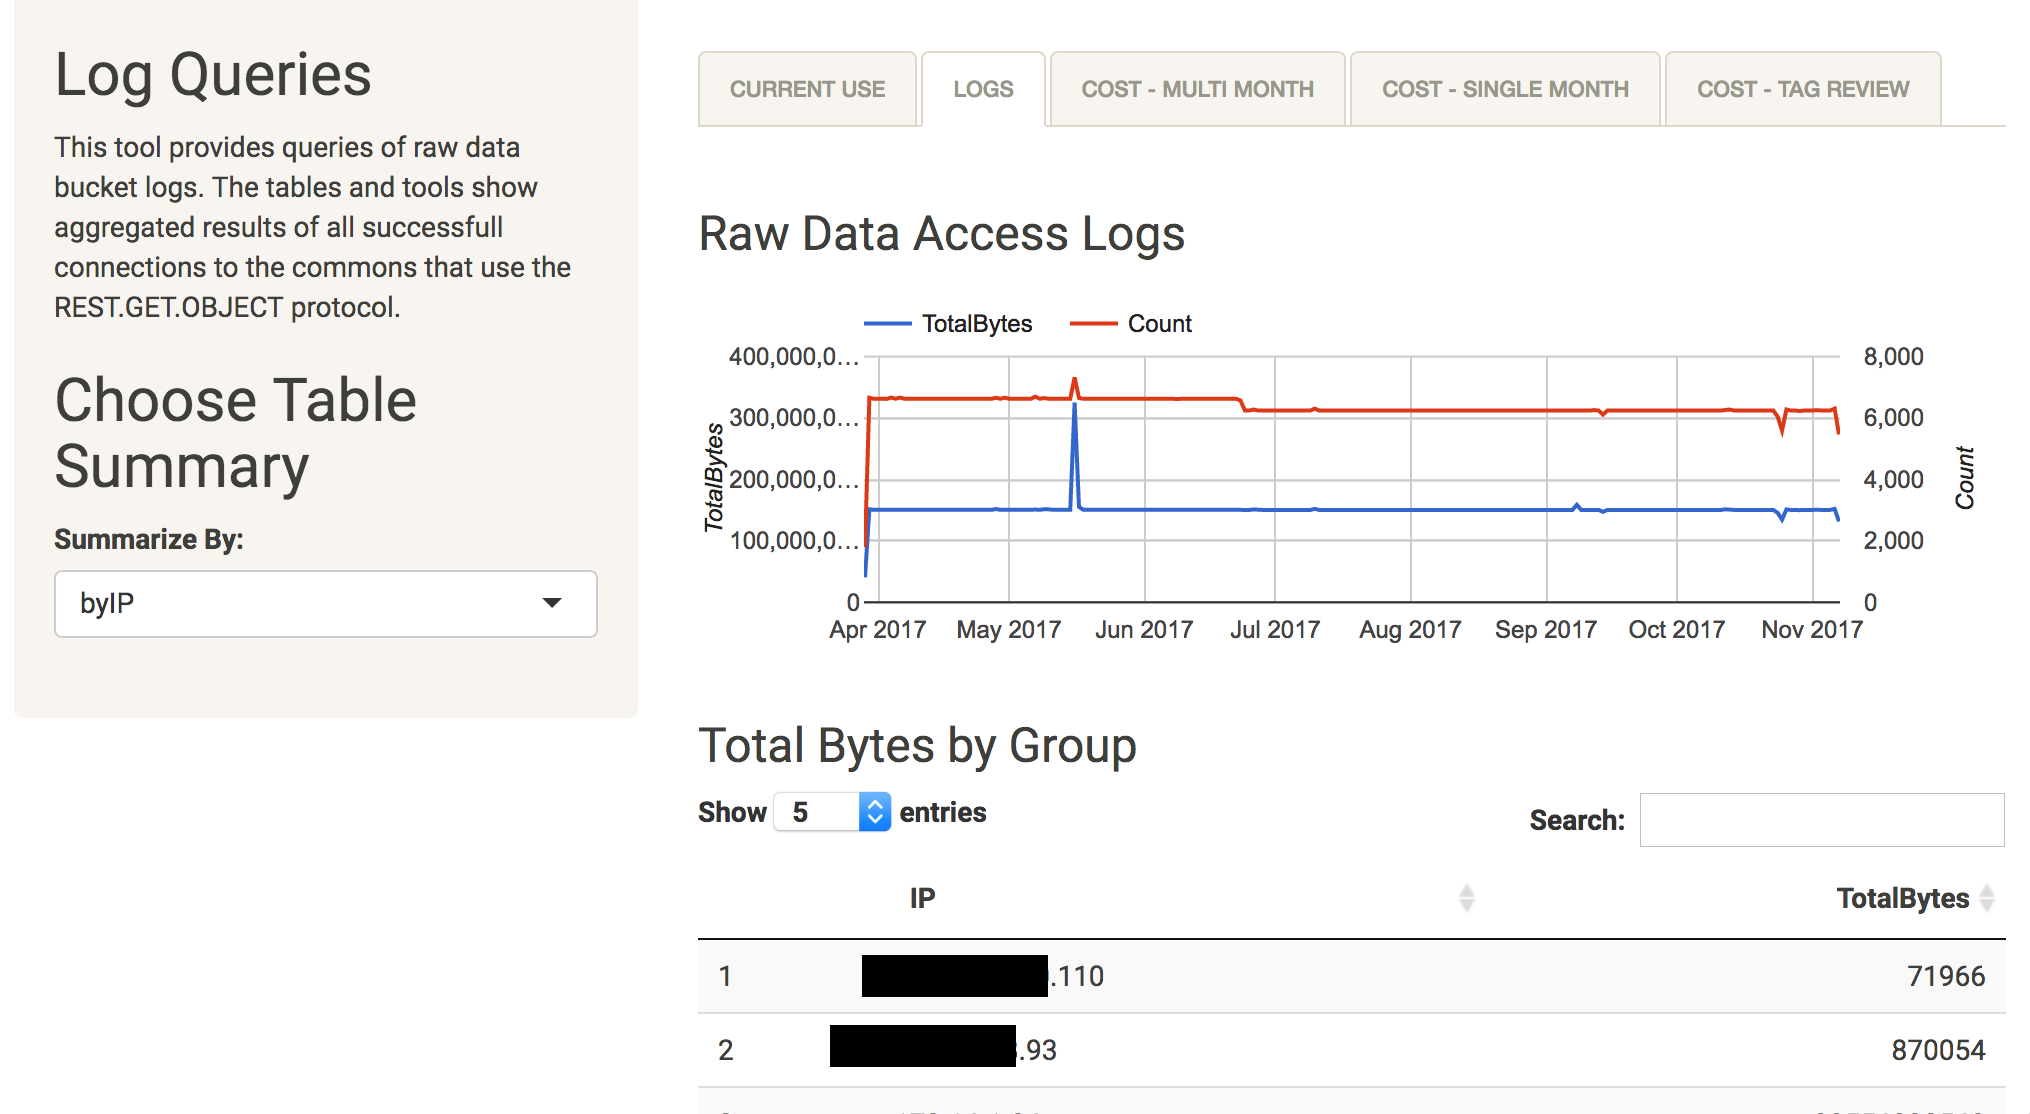 Log Queries
This tool provides queries of raw data
bucket logs. The tables and tools show
aggregated results of all successfull
connections to the commons that use the
REST.GET.OBJECT protocol.
Choose Table
Summary
Summarize By:
byIP
CURRENT USE
LOGS
COST - MULTI MONTH
COST - SINGLE MONTH
COST - TAG REVIEW
Raw Data Access Logs
TotalBytes
Count
400,000,0...
300,000,0...
200,000,0...
100,000,0...
0
TotalBytes
8,000
6,000
4,000
2,000
0
Count
Apr 2017
May 2017
Jun 2017
Jul 2017
Aug 2017
Sep 2017
Oct 2017
Nov 2017
Total Bytes by Group
Show 5 entries
Search:
IP TotalBytes
1 .110 71966
2 .93 870054